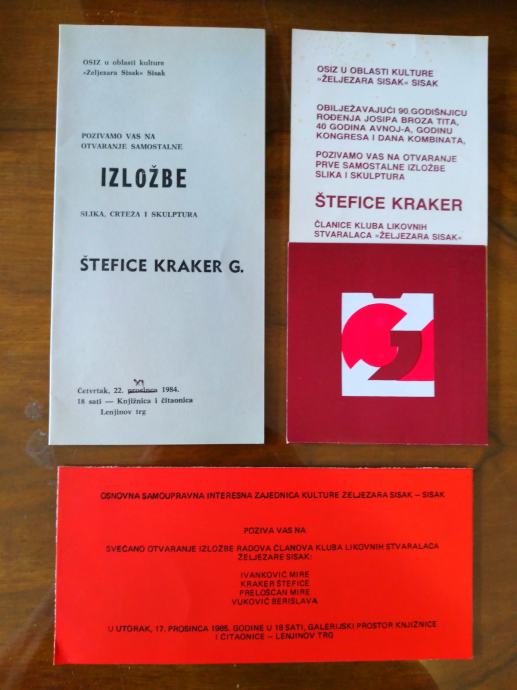 OSIZ u oblasti kulture
»Željezara Sisak« Sisak
POZIVAMO VAS NA
OTVARANJE SAMOSTALNE
IZLOŽBE
SLIKA, CRTEŽA I SKULPTURA
ŠTEFICE KRAKER G.
VI
Četvrtak, 22. prosinca 1984.
18 sati — Knjižnica i čitaonica
Lenjinov trg
OSIZ U OBLASTI KULTURE
»ŽELJEZARA SISAK« SISAK
OBILJEŽAVAJUĆI 90. GODIŠNJICU
ROĐENJA JOSIPA BROZA TITA,
40 GODINA AVNOJ-A, GODINU
KONGRESA I DANA KOMBINATA,
POZIVAMO VAS NA OTVARANJE
PRVE SAMOSTALNE IZLOŽBE
SLIKA I SKULPTURA
ŠTEFICE KRAKER
ČLANICE KLUBA LIKOVNIH
STVARALACA »ŽELJEZARA SISAK«
OSNOVNA SAMOUPRAVNA INTERESNA ZAJEDNICA KULTURE ŽELJEZARA SISAK – SISAK
POZIVA VAS NA
SVEČANO OTVARANJE IZLOŽBE RADOVA ČLANOVA KLUBA LIKOVNIH STVARALACA
ŽELJEZARE SISAK:
IVANKOVIĆ MIRE
KRAKER ŠTEFICE
PRELOŠČAN MIRE
VUKOVIĆ BERISLAVA
U UTORAK, 17. PROSINCA 1985. GODINE U 18 SATI, GALERIJSKI PROSTOR KNJIŽNICE
I ČITAONICE – LENJINOV TRG